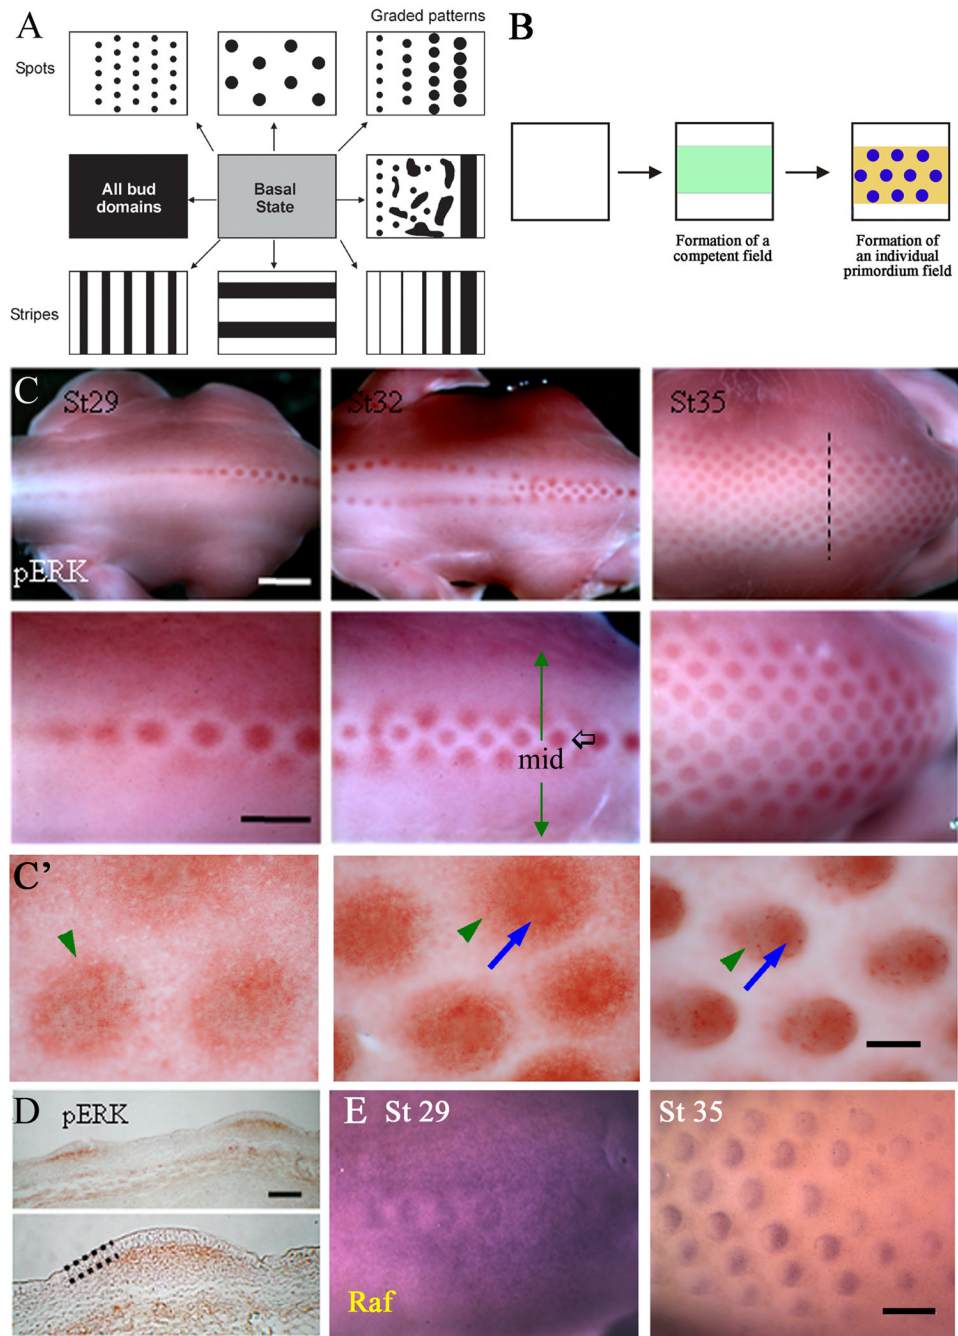 A
Graded patterns
B
Spots
All bud
domains
Basal
State
Formation of a
competent field
Formation of
an individual
primordium field
Stripes
C
St29
St32
St35
pERK
mid
C’
D
pERK
E
St 29
St 35
Raf